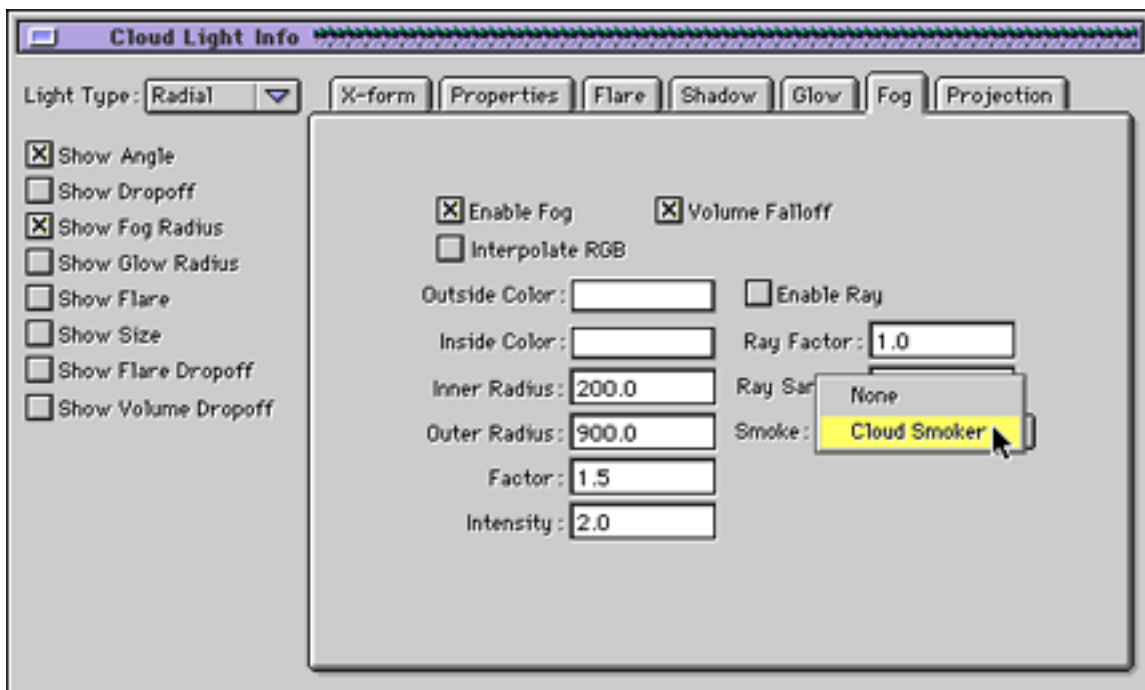 Cloud Light Info
Light Type: Radial
X-form Properties Flare Shadow Glow Fog Projection
Show Angle
Show Dropoff
Show Fog Radius
Show Glow Radius
Show Flare
Show Size
Show Flare Dropoff
Show Volume Dropoff
Enable Fog Volume Falloff
Interpolate RGB
Outside Color: Enable Ray
Inside Color: Ray Factor: 1.0
Inner Radius: 200.0 Ray
None
Outer Radius: 900.0 Smoke: Cloud Smoker
Factor: 1.5
Intensity: 2.0